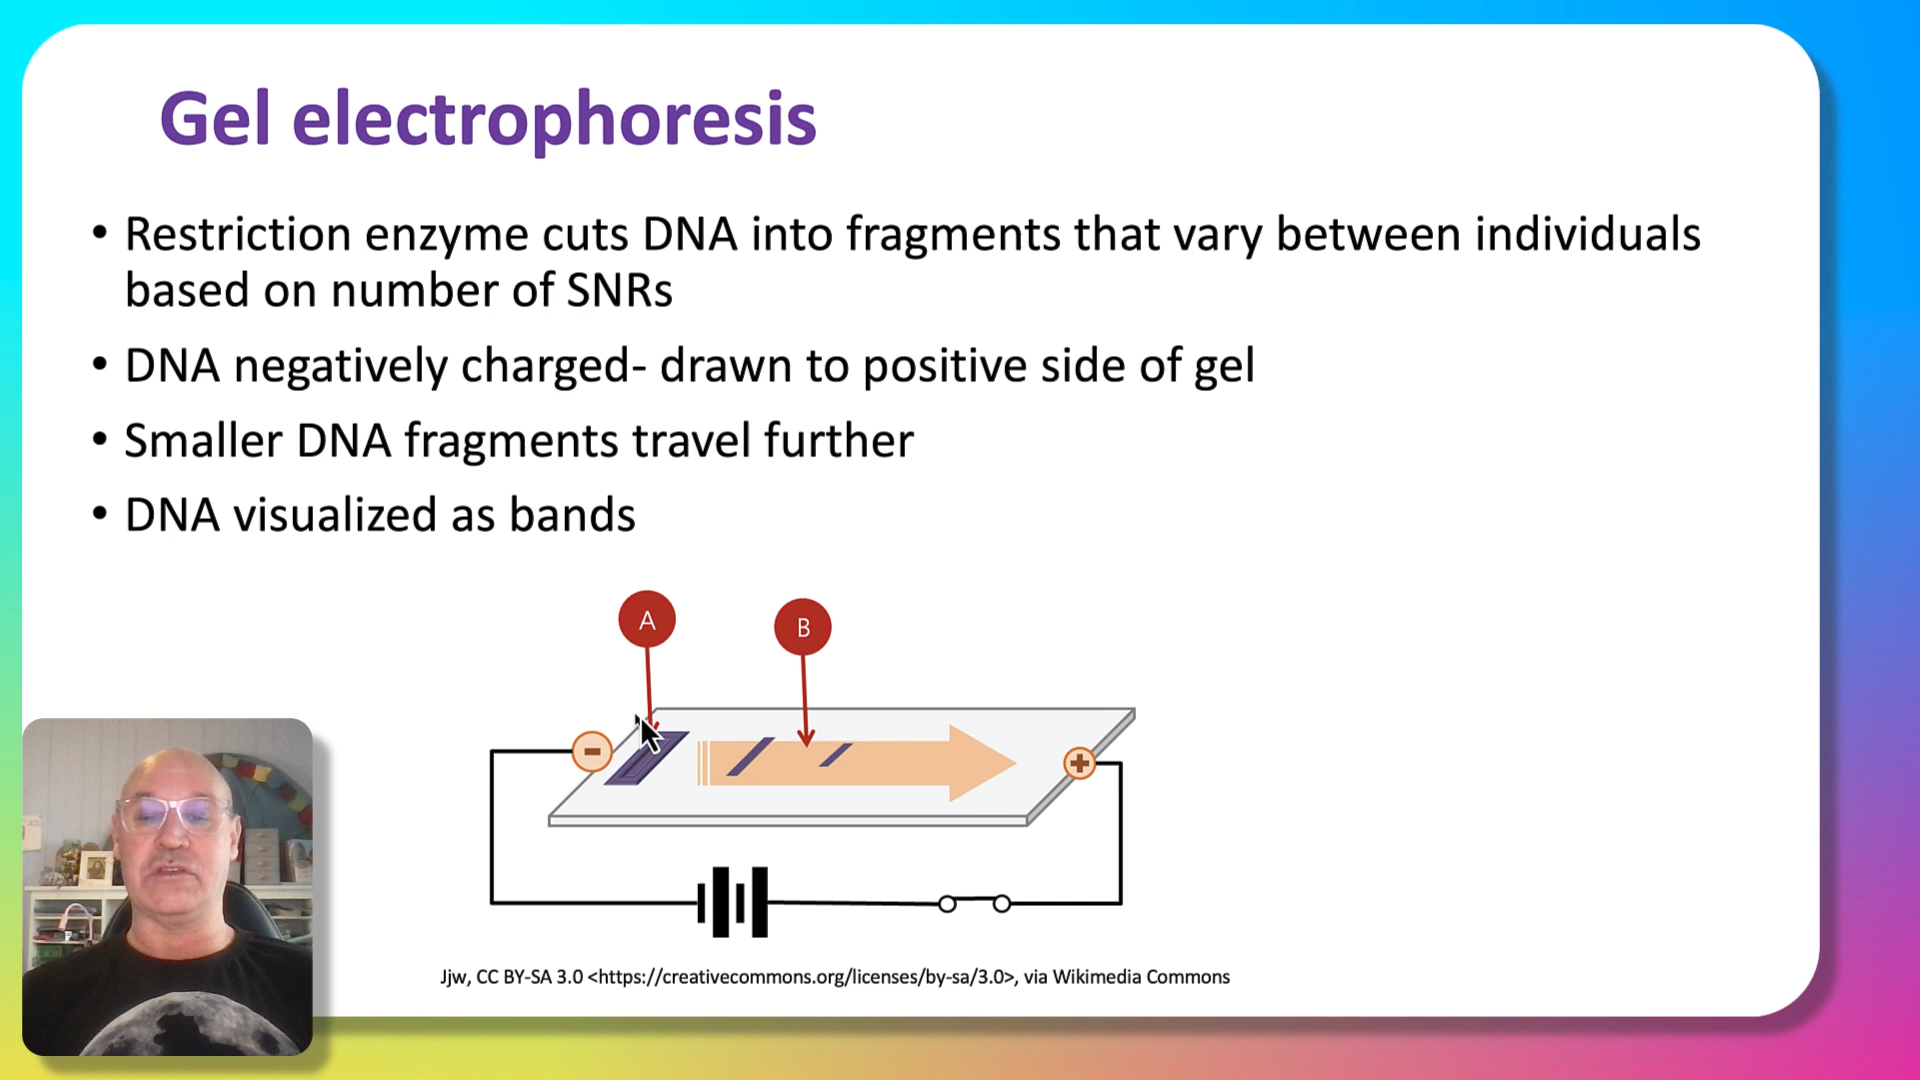 Gel electrophoresis
• Restriction enzyme cuts DNA into fragments that vary between individuals
based on number of SNRs
• DNA negatively charged- drawn to positive side of gel
• Smaller DNA fragments travel further
• DNA visualized as bands
A
B
Jjw, CC BY-SA 3.0 <https://creativecommons.org/licenses/by-sa/3.0>, via Wikimedia Commons